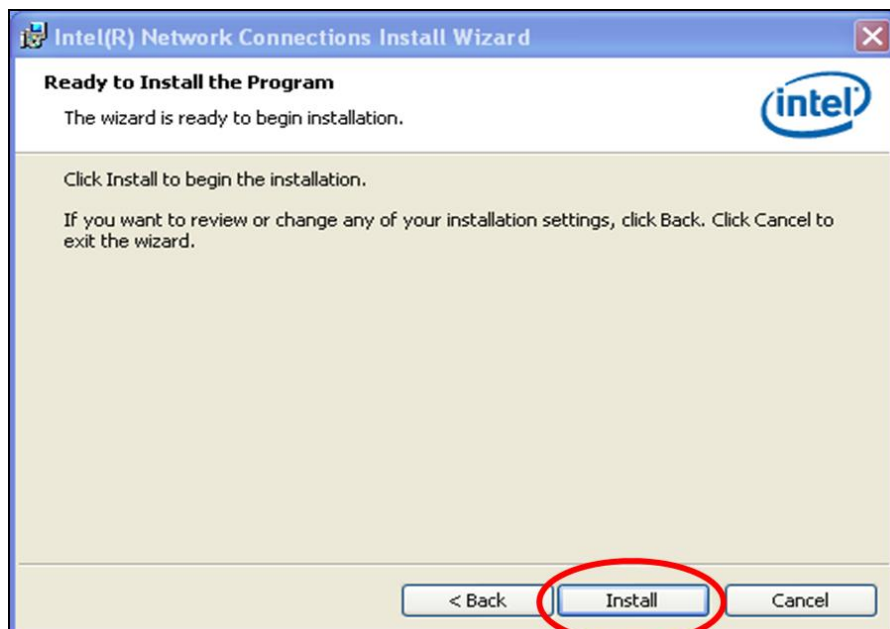 Intel(R) Network Connections Install Wizard
Ready to Install the Program
The wizard is ready to begin installation.
intel
Click Install to begin the installation.
If you want to review or change any of your installation settings, click Back. Click Cancel to
exit the wizard.
< Back
Install
Cancel